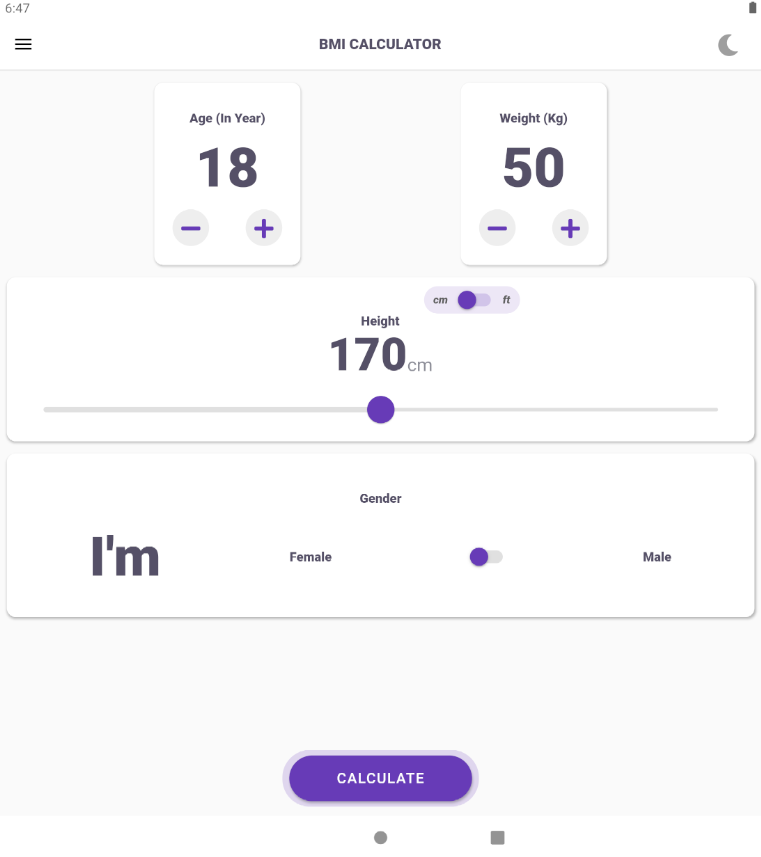 6:47
BMI CALCULATOR
Age (In Year)
18
Weight (Kg)
50
cm
ft
Height
170cm
Gender
I'm
Female
Male
CALCULATE